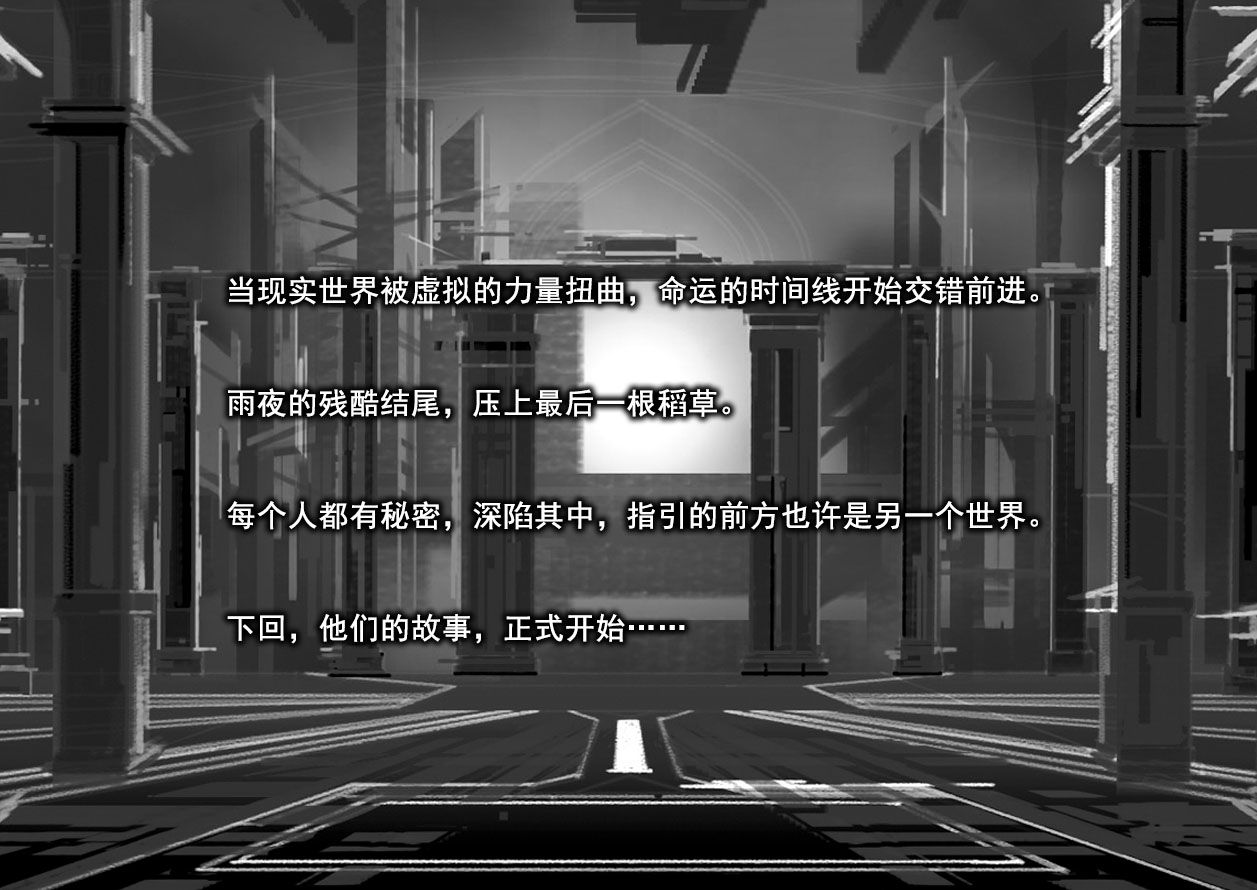 当现实世界被虚拟的力量扭曲，命运的时间线开始交错前进。
雨夜的残酷结尾，压上最后一根稻草。
每个人都有秘密，深陷其中，指引的前方也许是另一个世界。
下回，他们的故事，正式开始……